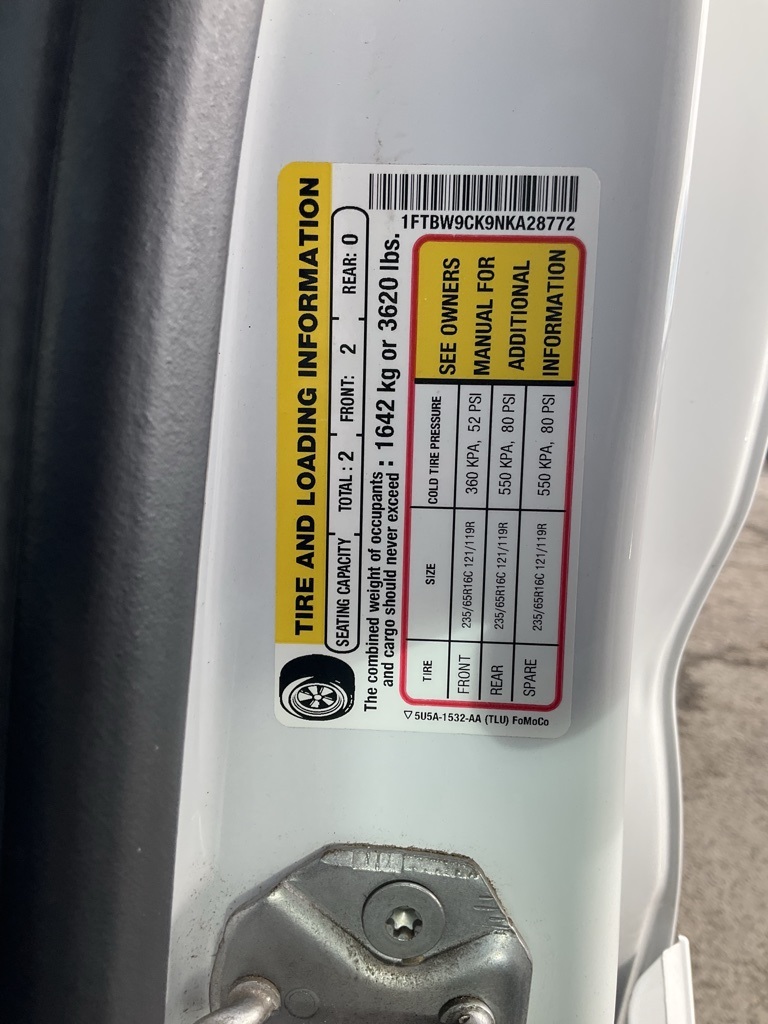 1FTBW9CK9NKA28772
TIRE AND LOADING INFORMATION
SEATING CAPACITY TOTAL : 2 FRONT: 2 REAR: 0
The combined weight of occupants
and cargo should never exceed : 1642 kg or 3620 lbs.
TIRE SIZE COLD TIRE PRESSURE
FRONT 235/65R16C 121/119R 360 KPA, 52 PSI
REAR 235/65R16C 121/119R 550 KPA, 80 PSI
SPARE 235/65R16C 121/119R 550 KPA, 80 PSI
SEE OWNERS
MANUAL FOR
ADDITIONAL
INFORMATION
5U5A-1532-AA (TLU) FoMoCo